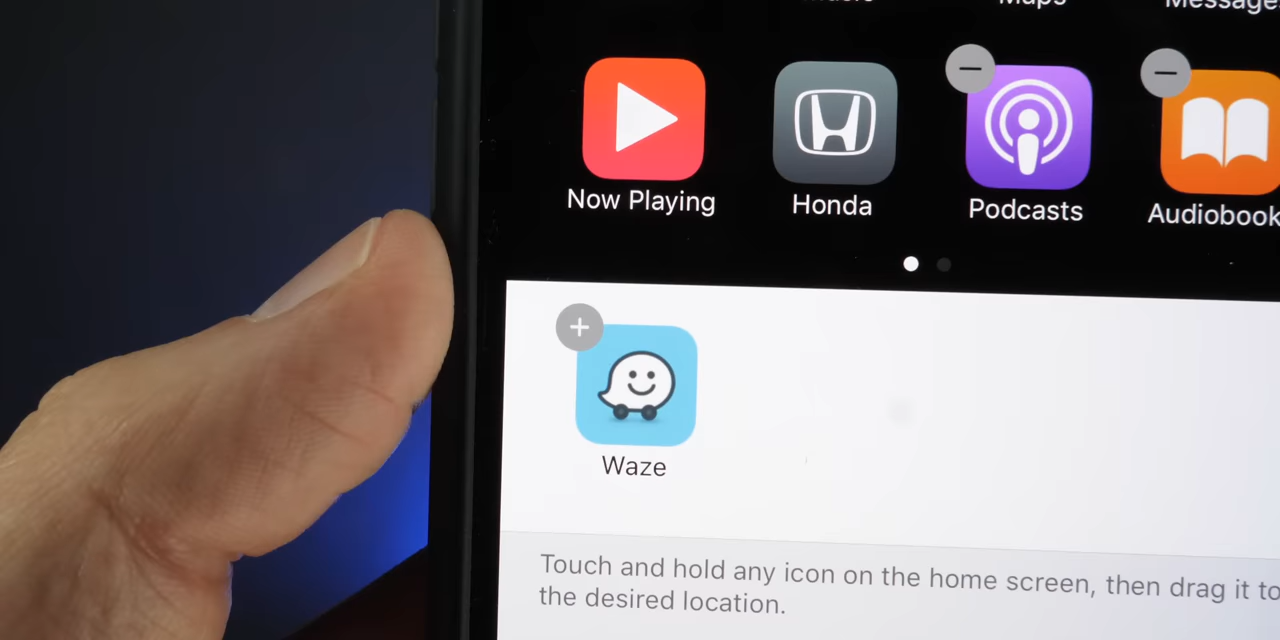 Music Maps Messages
Now Playing Honda Podcasts Audiobook
Waze
Touch and hold any icon on the home screen, then drag it to
the desired location.